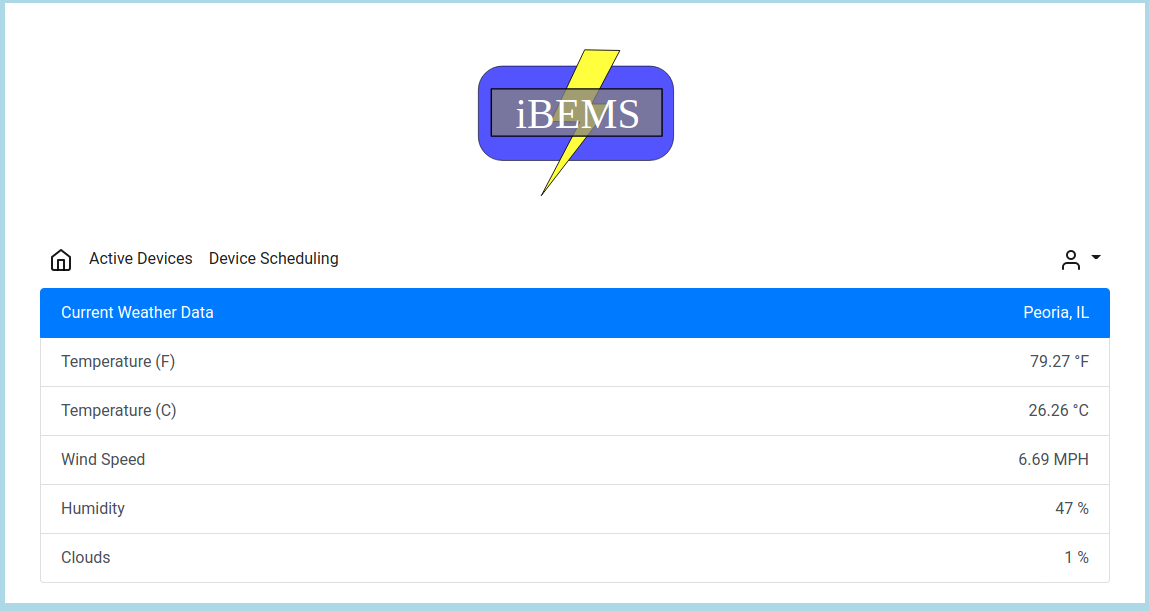 iBEMS
Active Devices Device Scheduling
Current Weather Data Peoria, IL
Temperature (F) 79.27 °F
Temperature (C) 26.26 °C
Wind Speed 6.69 MPH
Humidity 47 %
Clouds 1 %